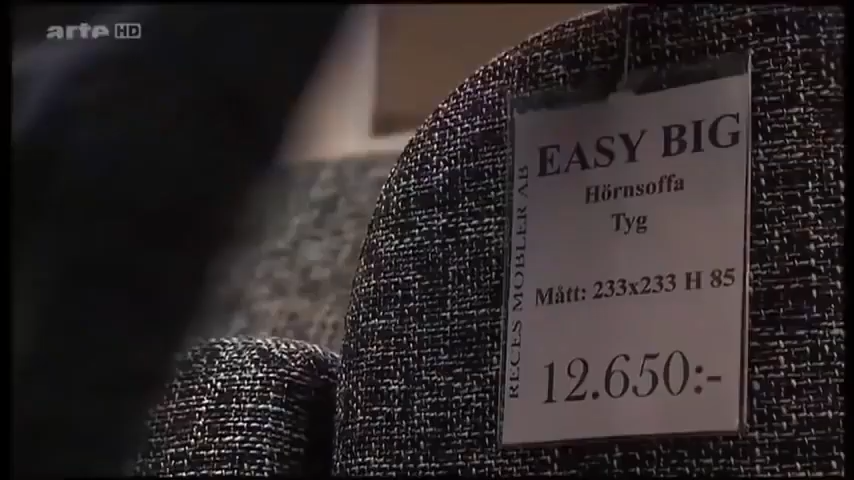 arte HD
EASY BIG
Hörnsoffa
Tyg
Mått: 233x233 H 85
12.650:-
RECES MÖBLER AB